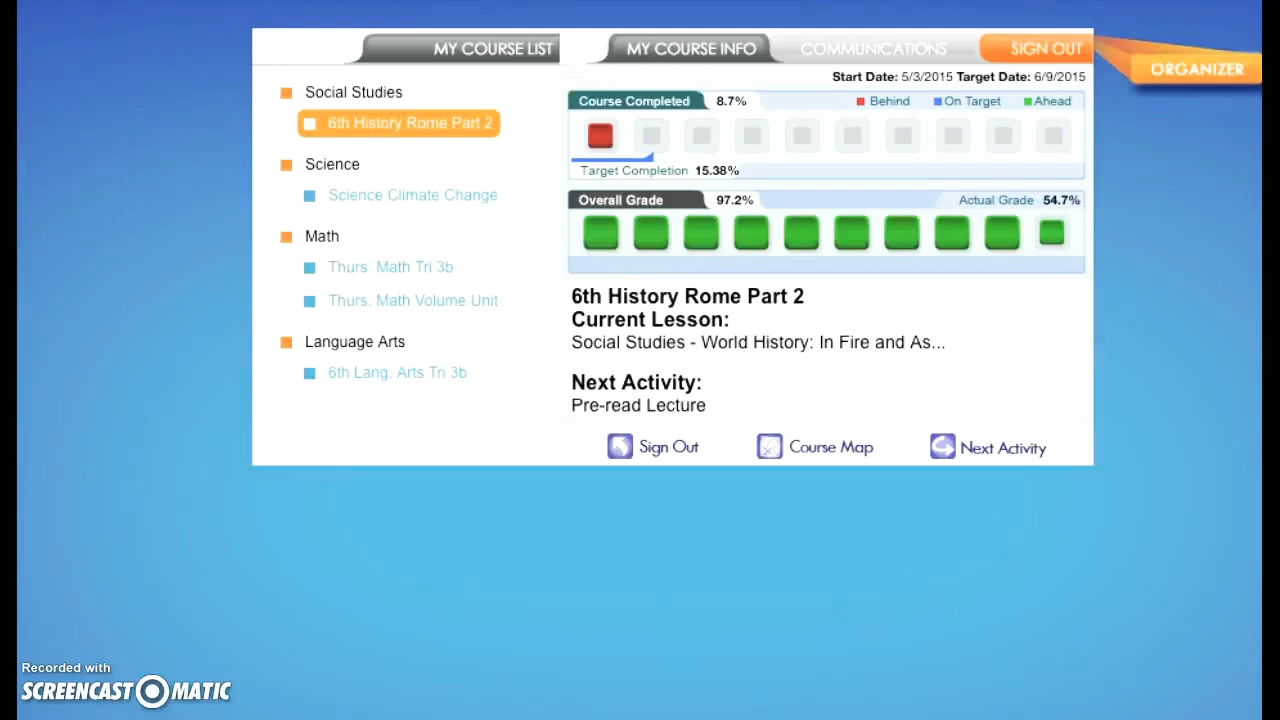 MY COURSE LIST
MY COURSE INFO
COMMUNICATIONS
SIGN OUT
ORGANIZER
Social Studies
6th History Rome Part 2
Science
Science Climate Change
Math
Thurs. Math Tri 3b
Thurs. Math Volume Unit
Language Arts
6th Lang. Arts Tri 3b
Start Date: 5/3/2015 Target Date: 6/9/2015
Course Completed 8.7% Behind On Target Ahead
Target Completion 15.38%
Overall Grade 97.2% Actual Grade 54.7%
6th History Rome Part 2
Current Lesson:
Social Studies - World History: In Fire and As...
Next Activity:
Pre-read Lecture
Sign Out Course Map Next Activity
Recorded with
SCREENCAST MATIC